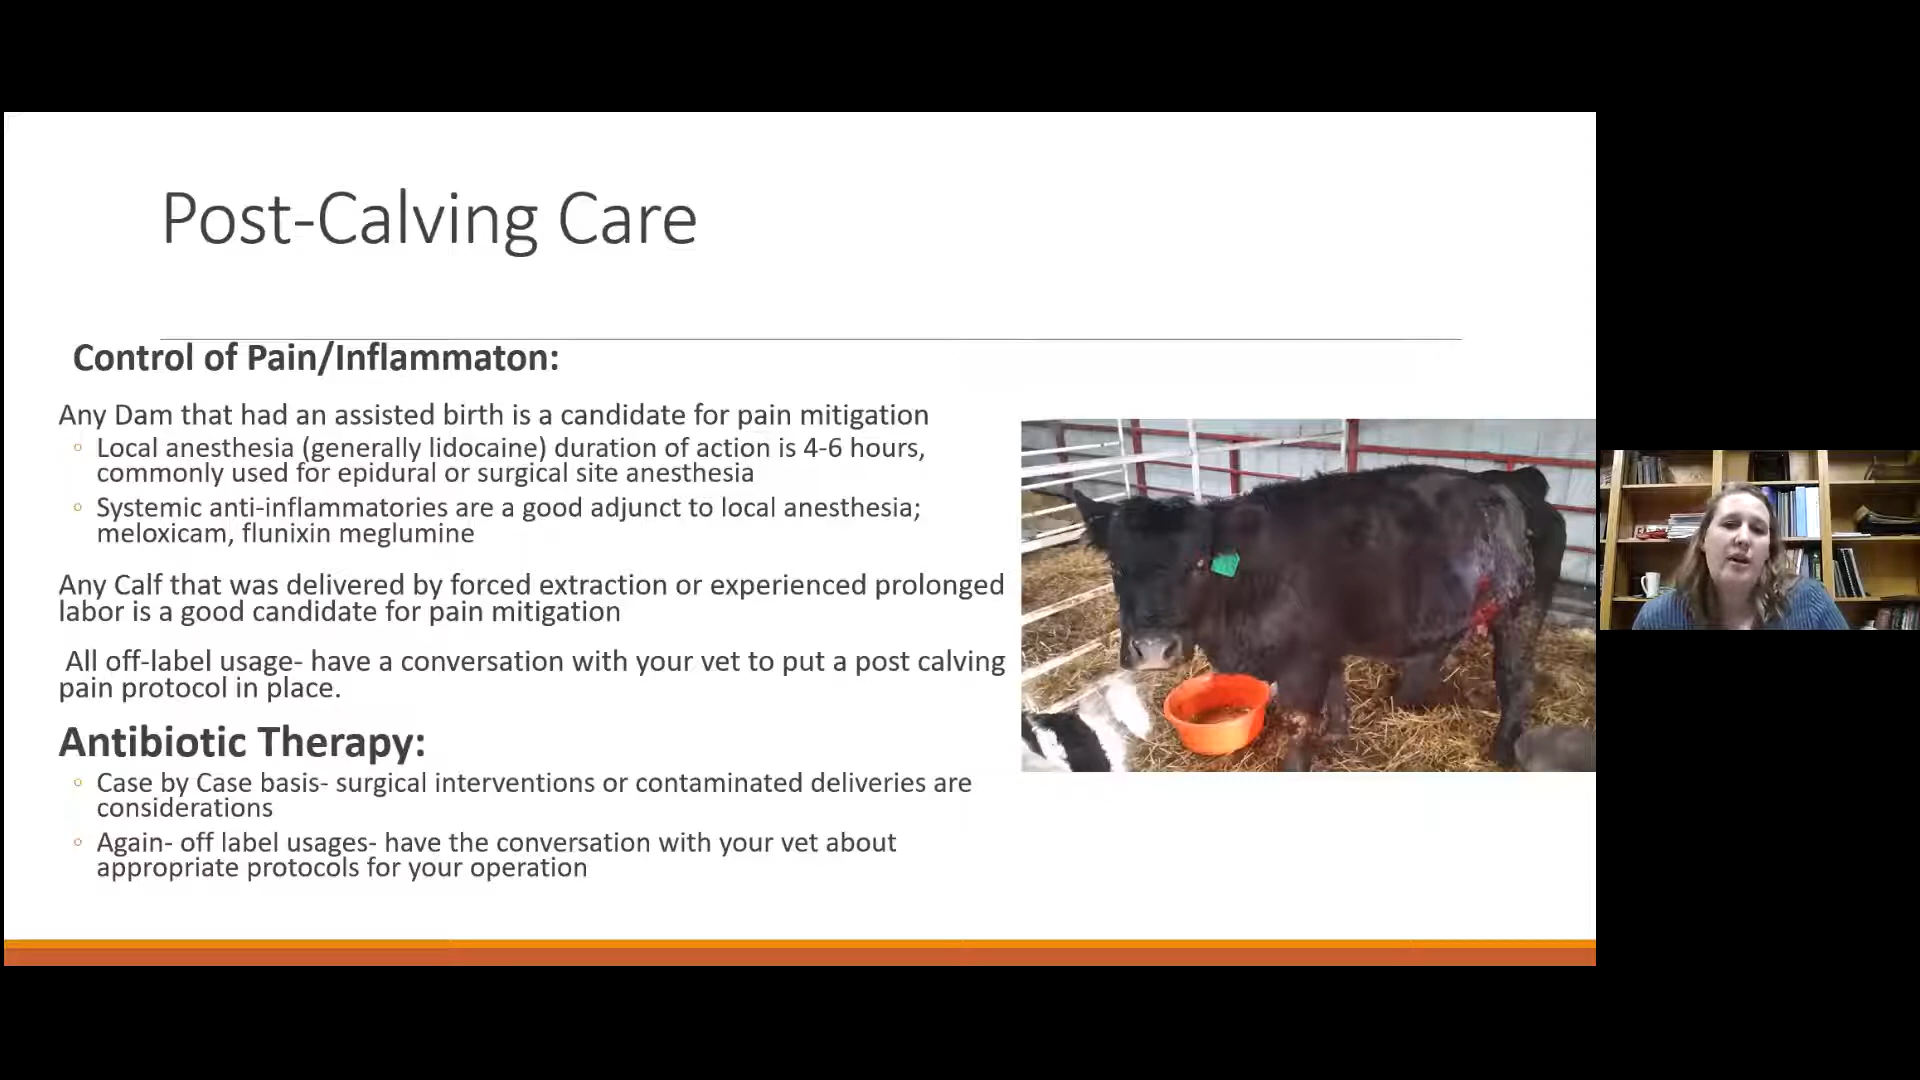 Post-Calving Care
Control of Pain/Inflammaton:
Any Dam that had an assisted birth is a candidate for pain mitigation
◦ Local anesthesia (generally lidocaine) duration of action is 4-6 hours,
commonly used for epidural or surgical site anesthesia
◦ Systemic anti-inflammatories are a good adjunct to local anesthesia;
meloxicam, flunixin meglumine
Any Calf that was delivered by forced extraction or experienced prolonged
labor is a good candidate for pain mitigation
All off-label usage- have a conversation with your vet to put a post calving
pain protocol in place.
Antibiotic Therapy:
◦ Case by Case basis- surgical interventions or contaminated deliveries are
considerations
◦ Again- off label usages- have the conversation with your vet about
appropriate protocols for your operation